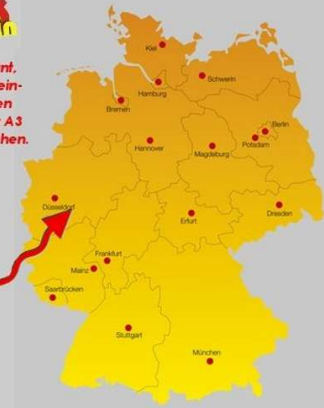 nt,
ein-
en
A3
hen.
Kiel
Schwerin
Hamburg
Bremen
Berlin
Potsdam
Hannover
Magdeburg
Düsseldorf
Erfurt
Dresden
Frankfurt
Mainz
Saarbrücken
Stuttgart
München